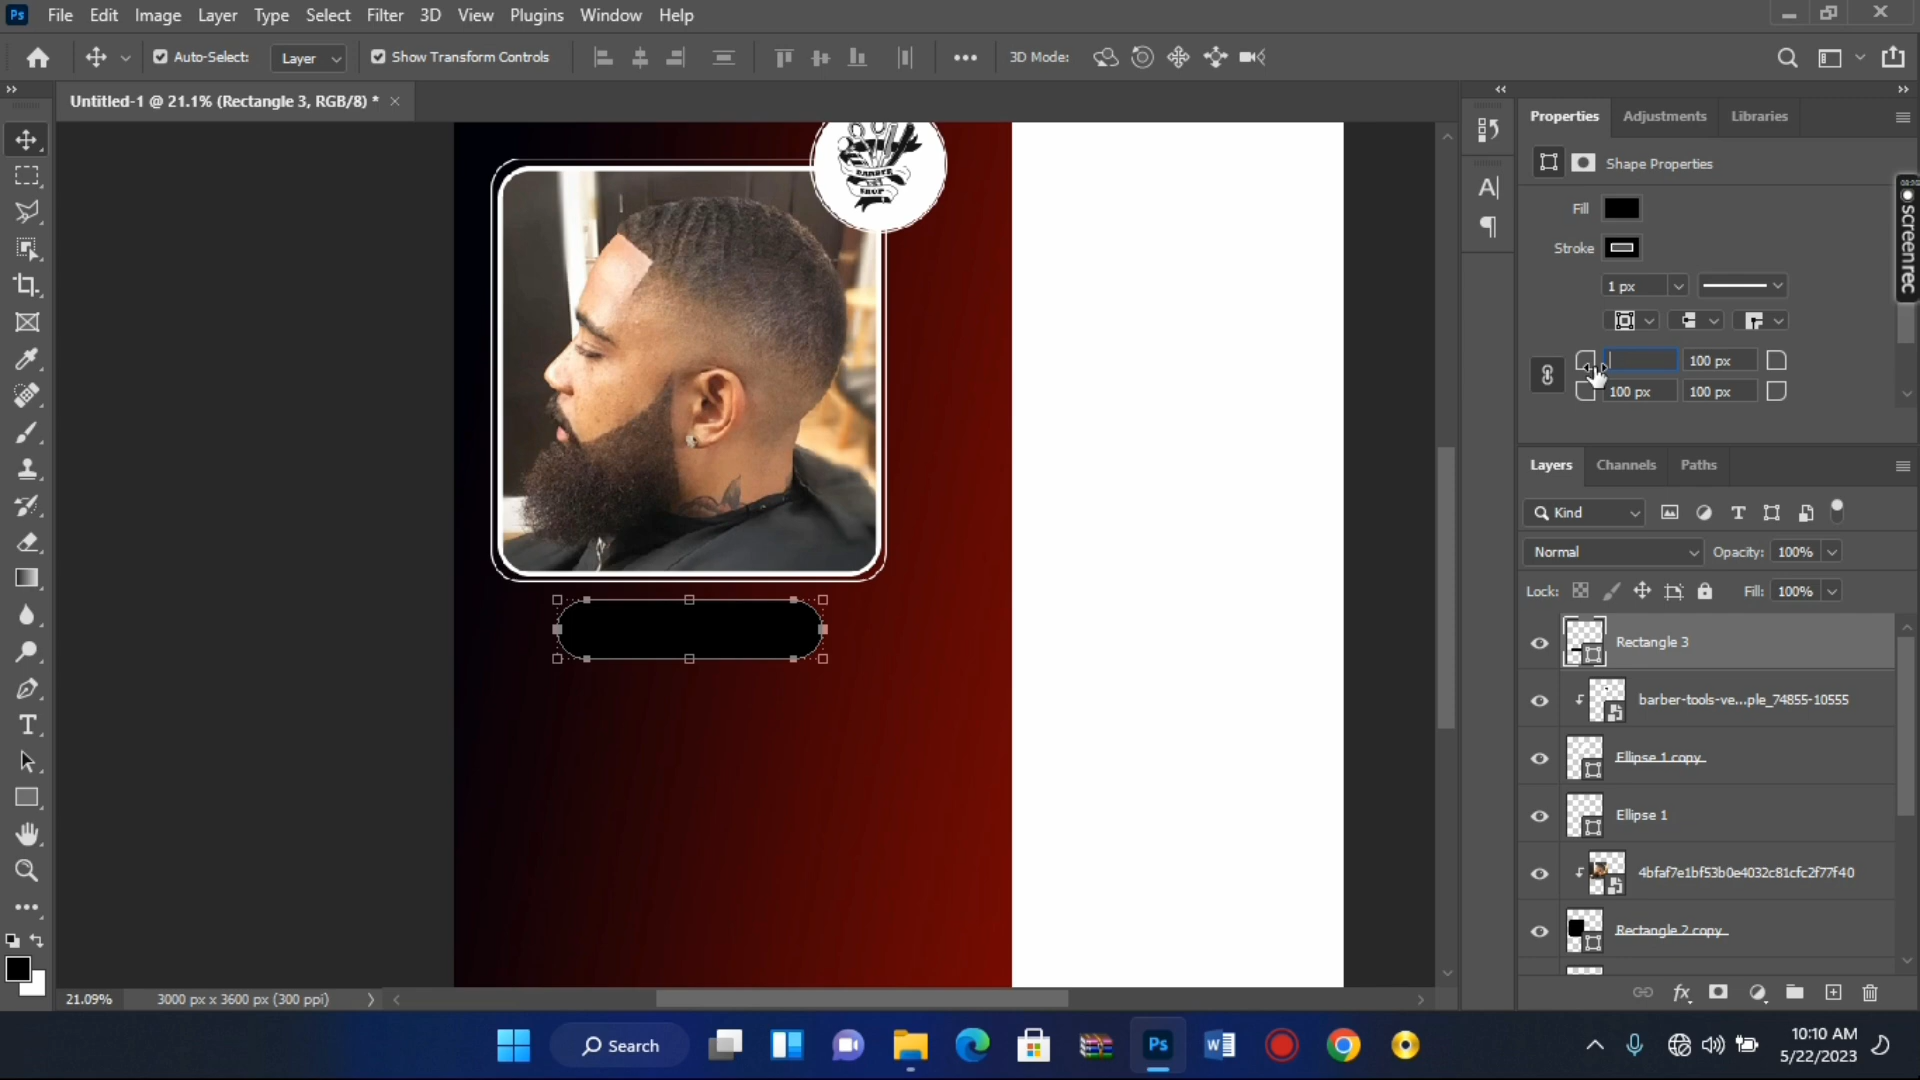 Ps File Edit Image Layer Type Select Filter 3D View Plugins Window Help
Auto-Select: Layer Show Transform Controls 3D Mode:
Untitled-1 @ 21.1% (Rectangle 3, RGB/8) *
Properties Adjustments Libraries
Shape Properties
Fill
Stroke
1 px
100 px
100 px 100 px
screenrec
BARBER
SHOP
Layers Channels Paths
Kind
Normal Opacity: 100%
Lock: Fill: 100%
Rectangle 3
barber-tools-ve...ple_74855-10555
Ellipse 1 copy
Ellipse 1
4bfaf7e1bf53b0e4032c81cfc2f77f40
Rectangle 2 copy
21.09% 3000 px x 3600 px (300 ppi)
Search
Ps
10:10 AM
5/22/2023